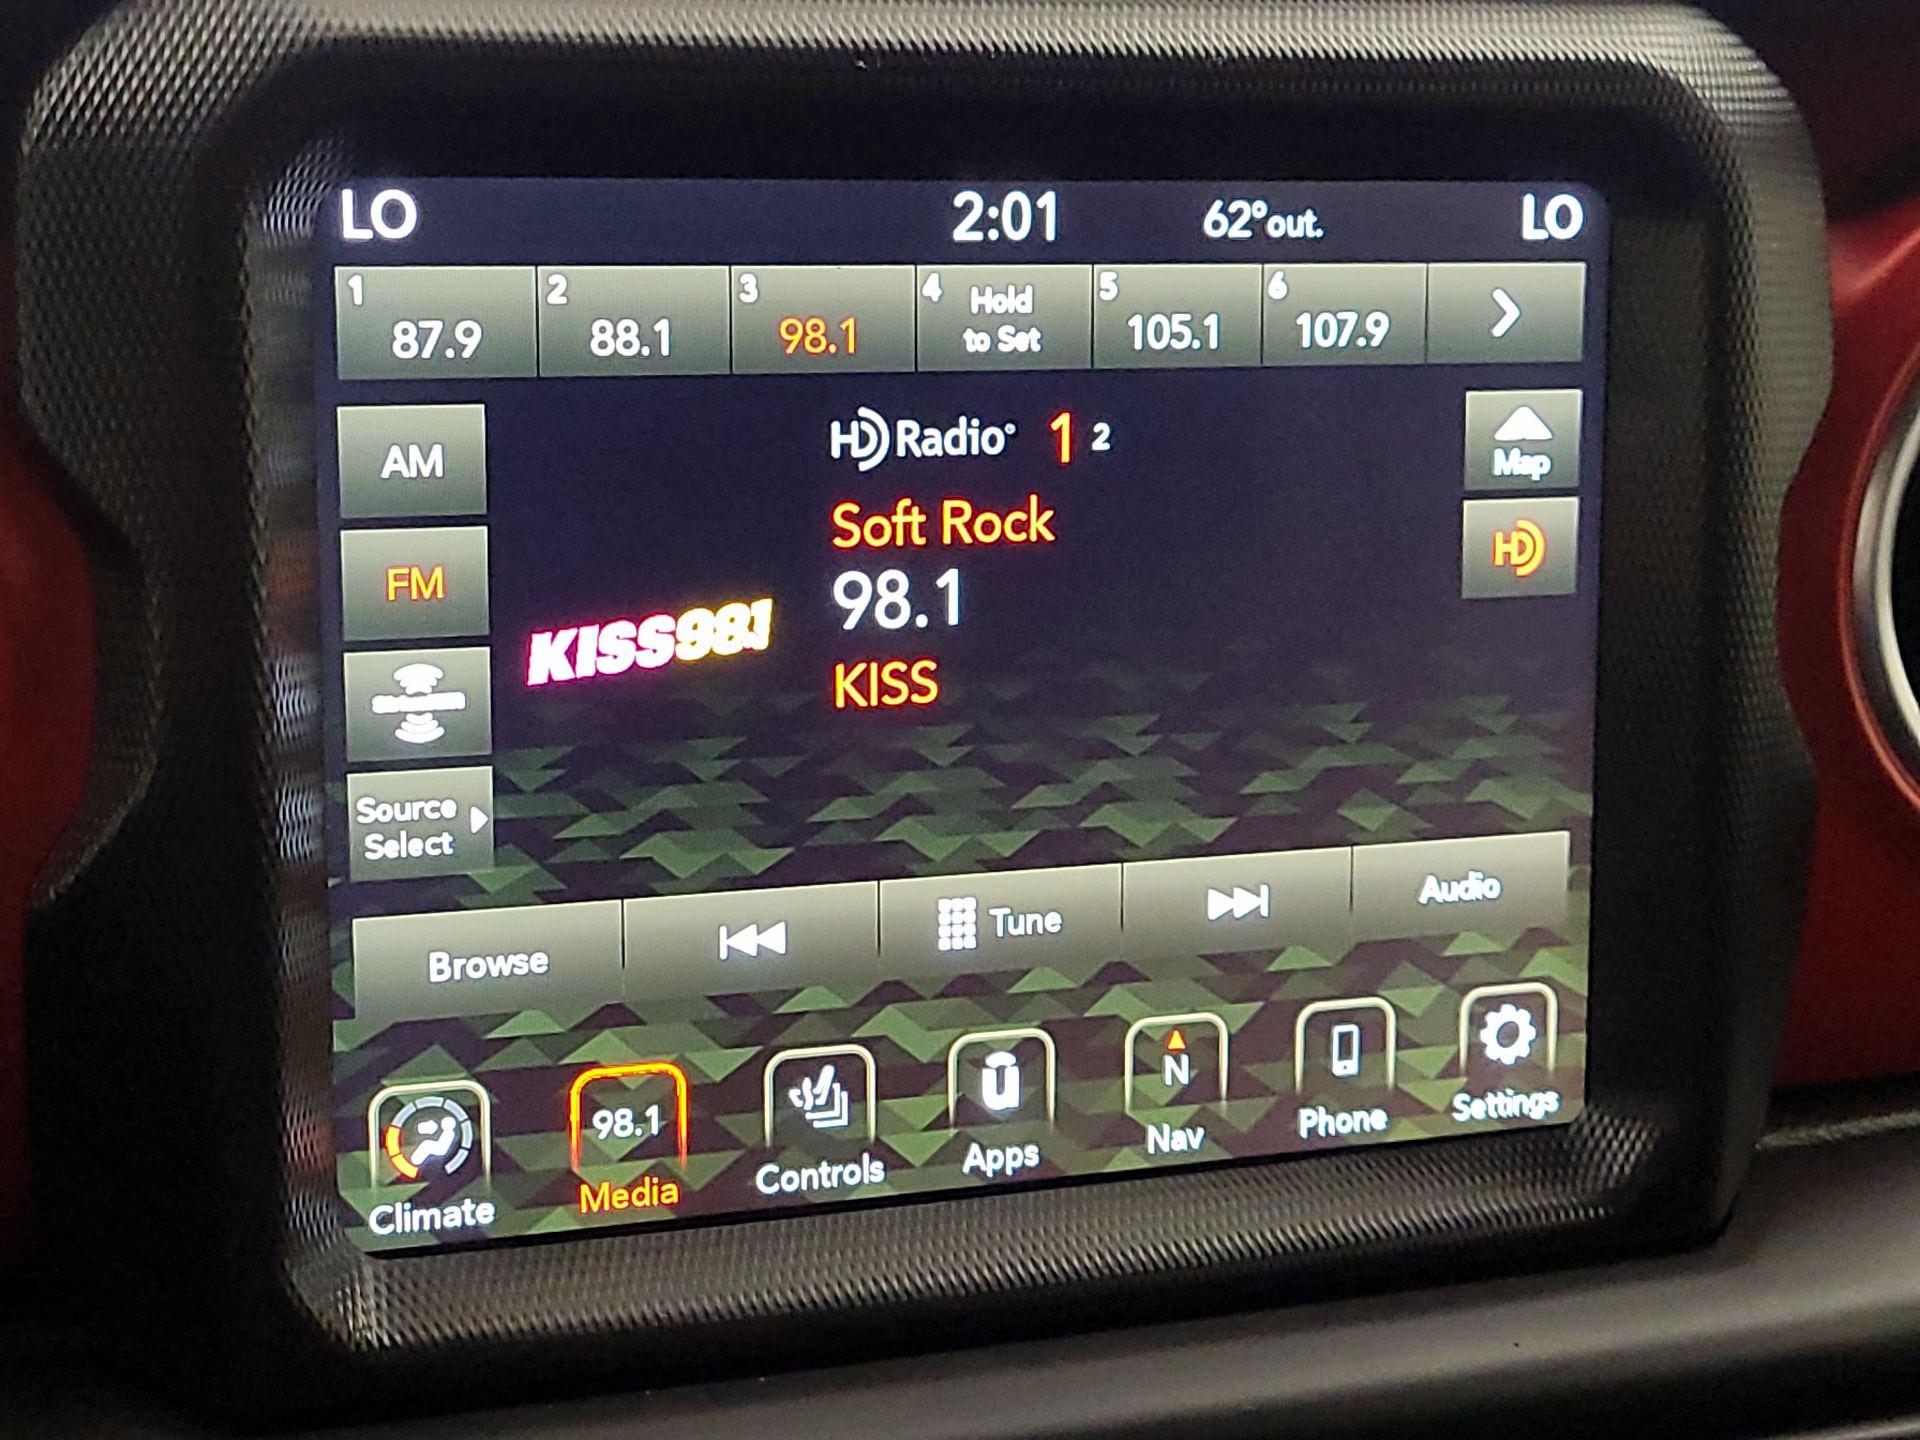 LO 2:01 62°out. LO
1 87.9
2 88.1
3 98.1
4 Hold
to Set
5 105.1
6 107.9
HD Radio 1 2
Map
AM
Soft Rock
HD
98.1
FM
KISS98.1
KISS
Source
Select
Browse
Tune
Audio
98.1
N
Climate
Media
Controls
Apps
Nav
Phone
Settings